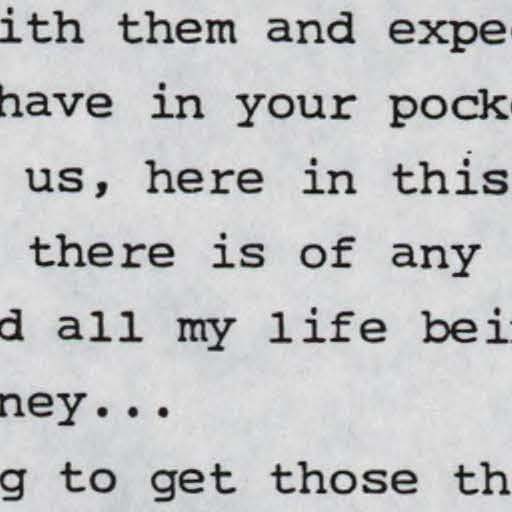 ith them and expe
have in your pock
us, here in this
there is of any
d all my life bei
ney...
g to get those th